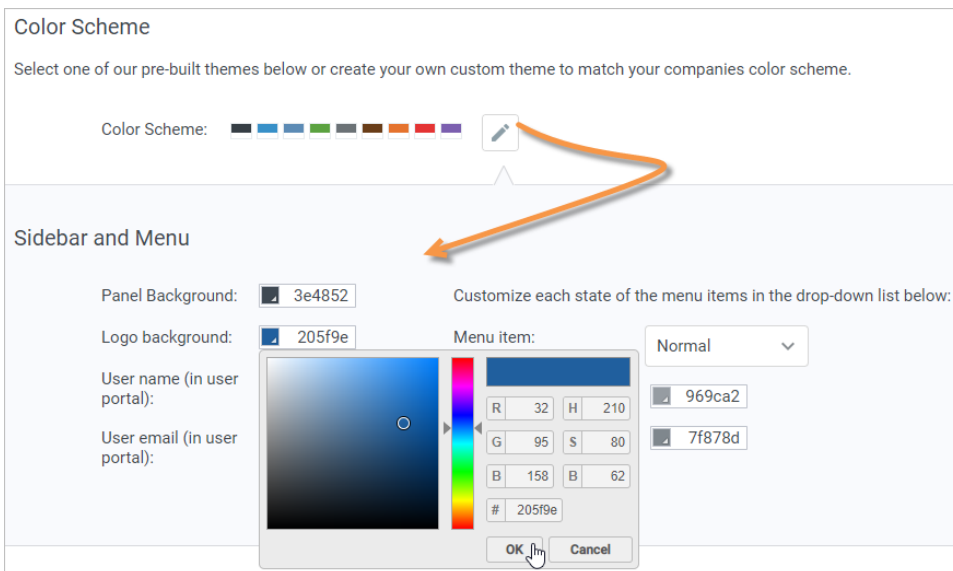 Color Scheme
Select one of our pre-built themes below or create your own custom theme to match your companies color scheme.
Color Scheme:
Sidebar and Menu
Panel Background: 3e4852 Customize each state of the menu items in the drop-down list below:
Logo background: 205f9e Menu item: Normal
User name (in user
portal):
969ca2
User email (in user
portal):
7f878d
R 32 H 210
G 95 S 80
B 158 B 62
# 205f9e
OK Cancel